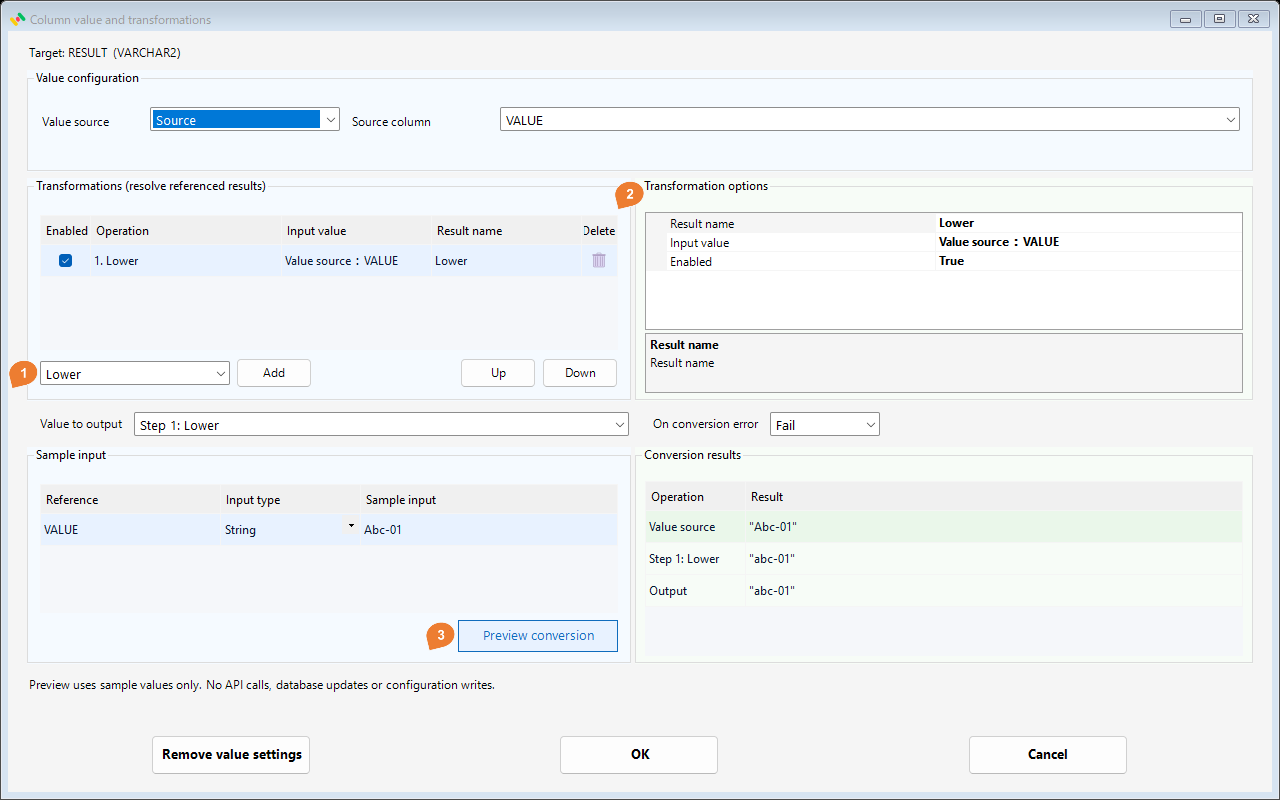 Column value and transformations
Target: RESULT (VARCHAR2)
Value configuration
Value source
Source
Source column
VALUE
Transformations (resolve referenced results)
Enabled Operation Input value Result name Delete
1. Lower Value source : VALUE Lower
1
Lower
Add
Up
Down
2
Transformation options
Result name Lower
Input value Value source : VALUE
Enabled True
Result name
Result name
Value to output
Step 1: Lower
On conversion error
Fail
Sample input
Reference Input type Sample input
VALUE String Abc-01
3
Preview conversion
Conversion results
Operation Result
Value source "Abc-01"
Step 1: Lower "abc-01"
Output "abc-01"
Preview uses sample values only. No API calls, database updates or configuration writes.
Remove value settings
OK
Cancel